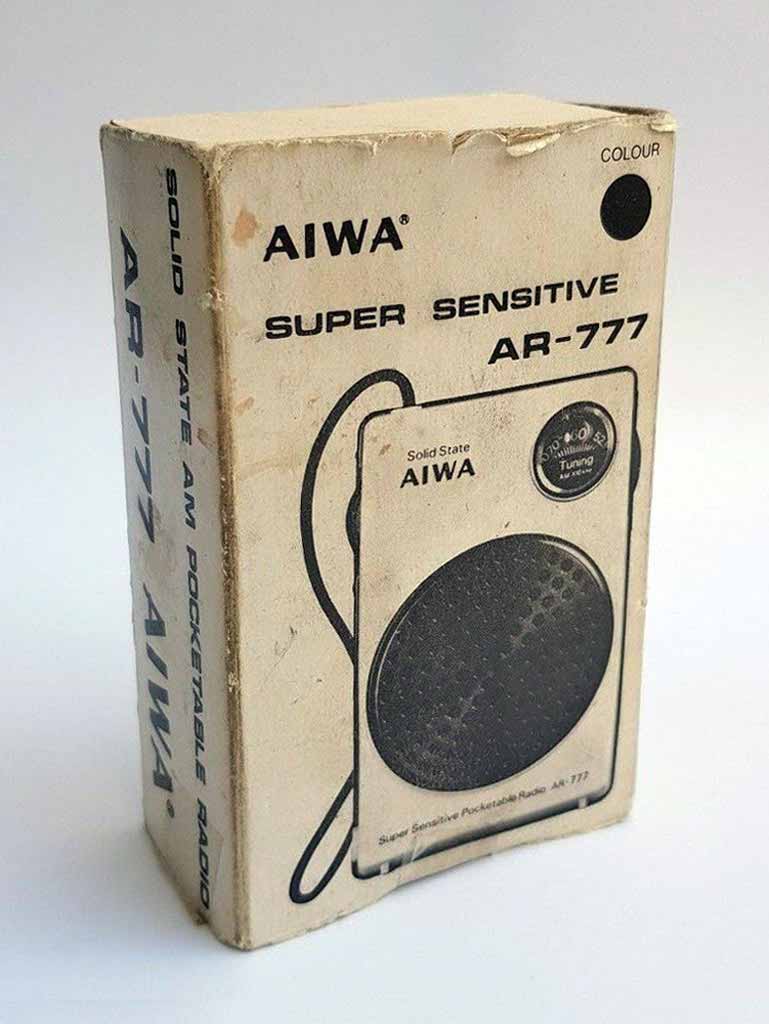 COLOUR
AIWA®
SUPER SENSITIVE
AR-777
Solid State
AIWA
Tuning
Super Sensitive Pocketable Radio AR-777
SOLID STATE AM POCKETABLE RADIO
AR-777 AIWA®